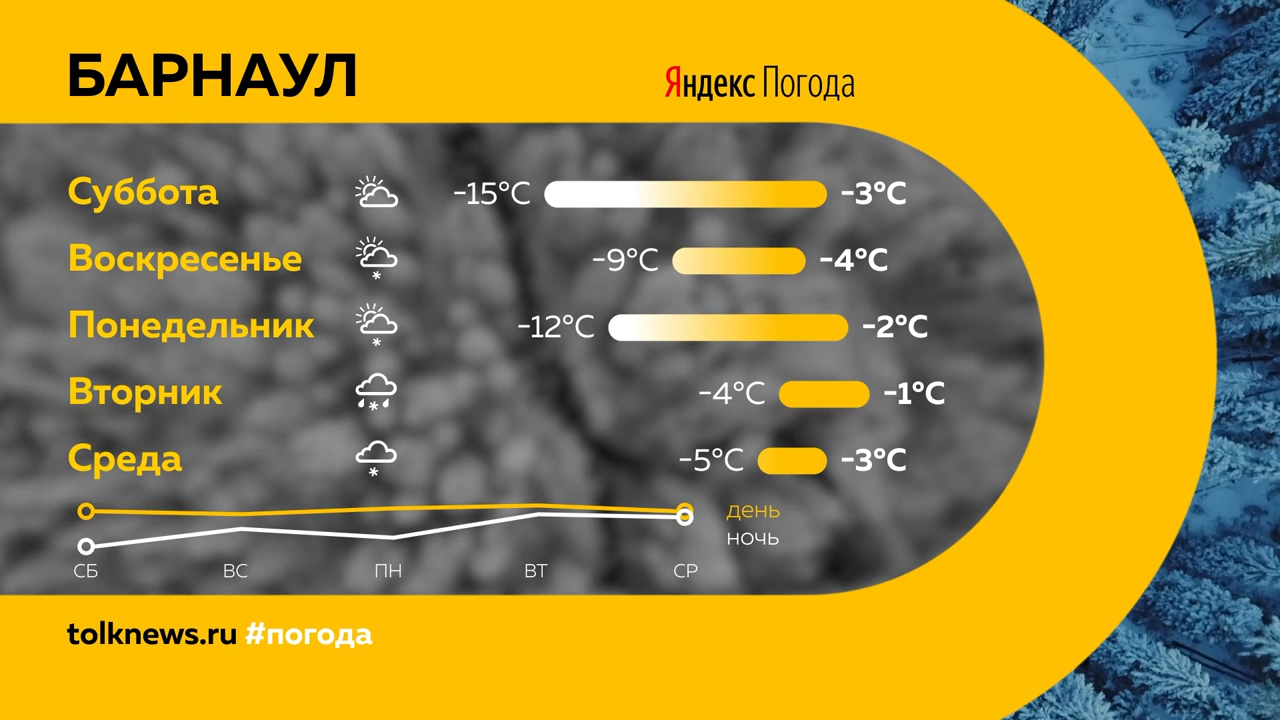 БАРНАУЛ
Яндекс Погода
Суббота -15°C -3°C
Воскресенье -9°C -4°C
Понедельник -12°C -2°C
Вторник -4°C -1°C
Среда -5°C -3°C
день
ночь
СБ ВС ПН ВТ СР
tolknews.ru #погода